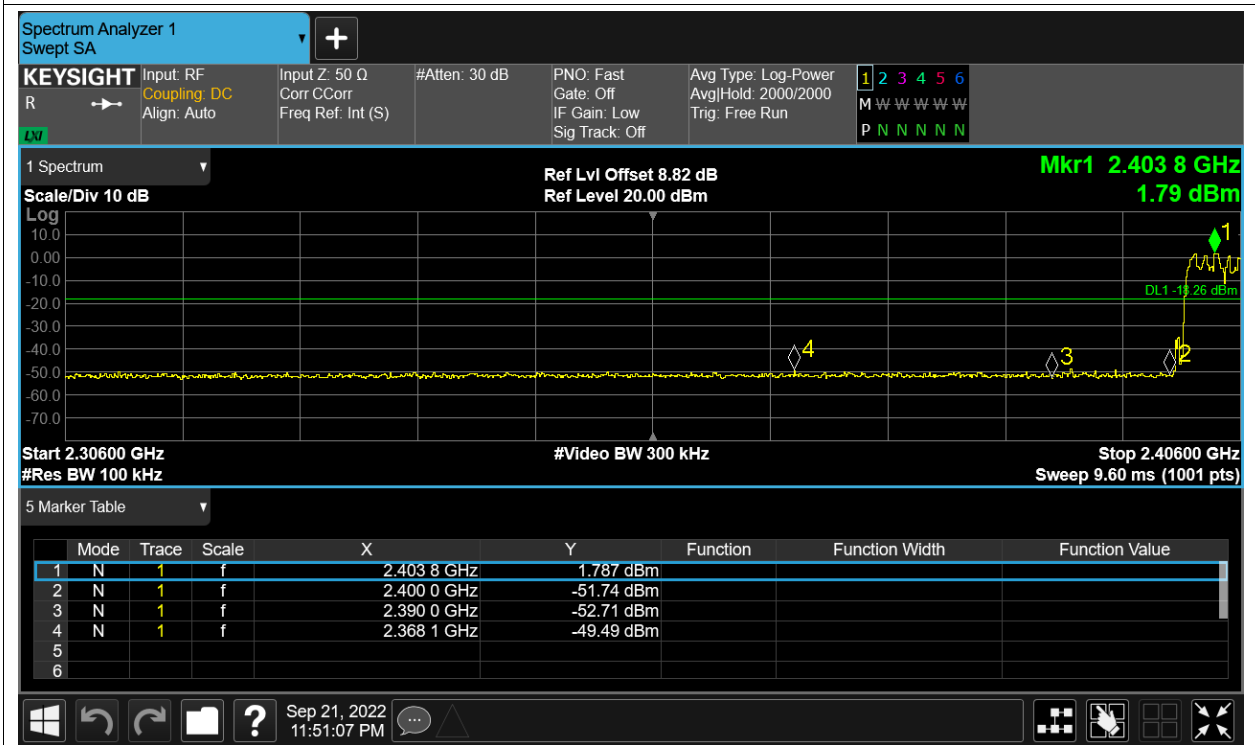 Spectrum Analyzer 1
Swept SA
KEYSIGHT Input: RF Input Z: 50 Ω #Atten: 30 dB PNO: Fast Avg Type: Log-Power 1 2 3 4 5 6
R Coupling: DC Corr CCorr Gate: Off Avg|Hold: 2000/2000 M W W W W W
Align: Auto Freq Ref: Int (S) IF Gain: Low Trig: Free Run
LXI Sig Track: Off P N N N N N
1 Spectrum Ref Lvl Offset 8.82 dB Mkr1 2.403 8 GHz
Scale/Div 10 dB Ref Level 20.00 dBm 1.79 dBm
Log
10.0 1
0.00
-10.0
DL1 -18.26 dBm
-20.0
-30.0
-40.0 4 3 2
-50.0
-60.0
-70.0
Start 2.30600 GHz #Video BW 300 kHz Stop 2.40600 GHz
#Res BW 100 kHz Sweep 9.60 ms (1001 pts)
5 Marker Table
Mode Trace Scale X Y Function Function Width Function Value
1 N 1 f 2.403 8 GHz 1.787 dBm
2 N 1 f 2.400 0 GHz -51.74 dBm
3 N 1 f 2.390 0 GHz -52.71 dBm
4 N 1 f 2.368 1 GHz -49.49 dBm
5
6
? Sep 21, 2022
11:51:07 PM